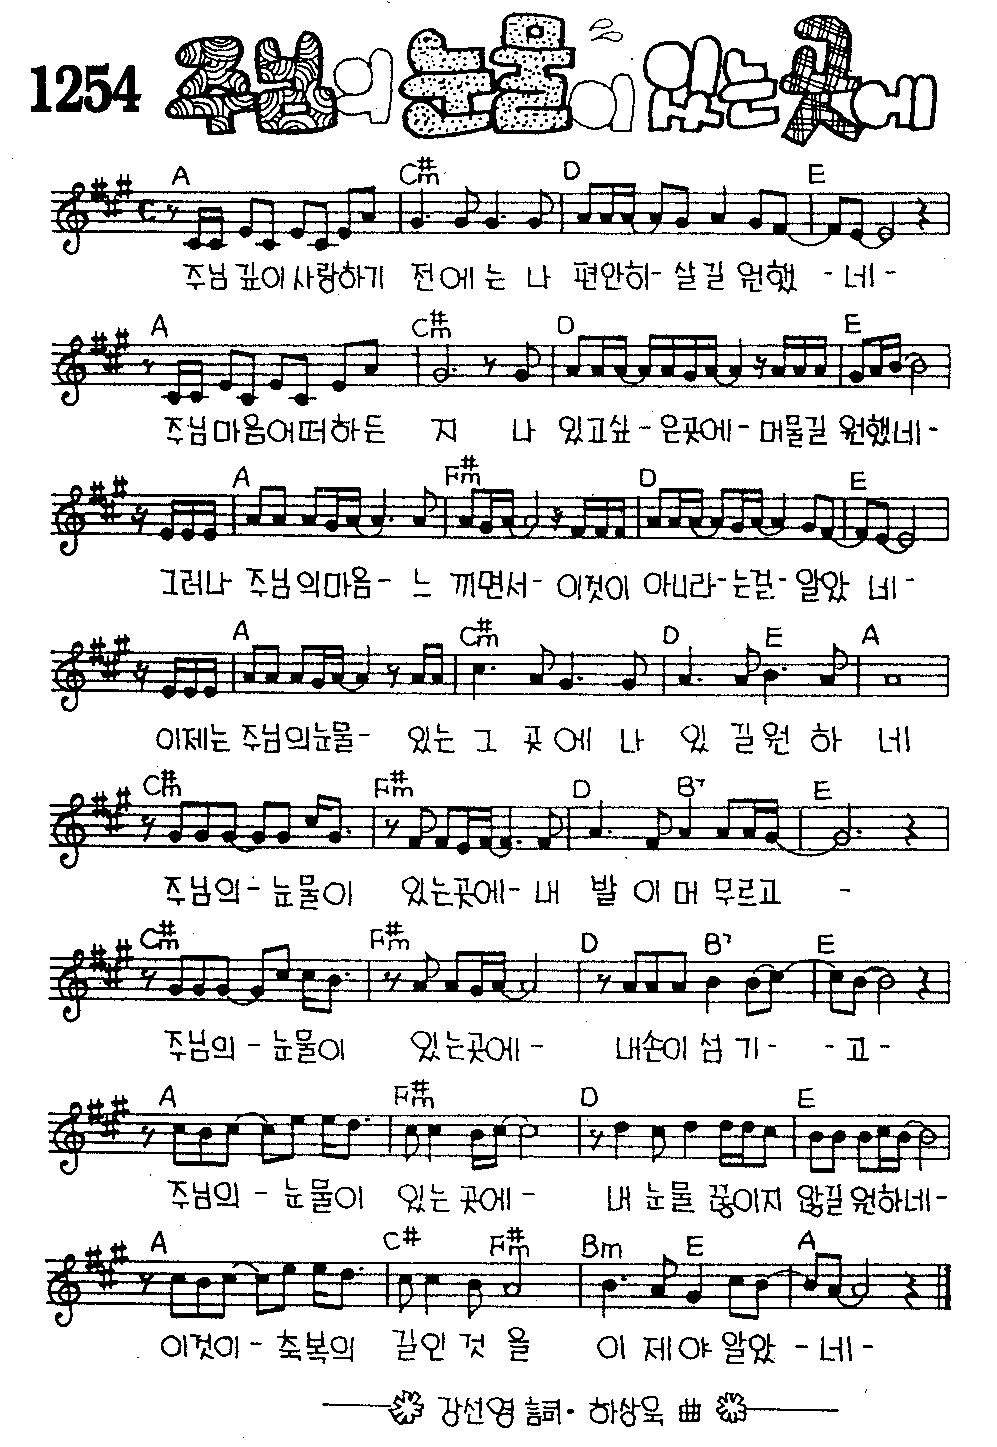 1254 주님의 눈물이 있는 곳에
A C#m D E
주님 깊이 사랑하기 전에는 나 편안히- 살길 원했 -네-
A C#m D E
주님마음어떠하든 지 나 있고싶-은곳에-머물길 원했네-
A F#m D E
그러나 주님의마음- 느끼면서-이것이 아니라-는걸-알았 네-
A C#m D E A
이제는 주님의눈물- 있는 그 곳에 나 있 길원 하 네
C#m F#m D B7 E
주님의-눈물이 있는곳에-내 발 이 머 무르고 -
C#m F#m D B7 E
주님의-눈물이 있는곳에- 내손이 섬 기- -고-
A F#m D E
주님의-눈물이 있는 곳에- 내 눈물 끊이지 않길 원하네-
A C# F#m Bm E A
이것이-축복의 길인 것 을 이 제야 알았 -네-
강선영 詞· 하상욱 曲